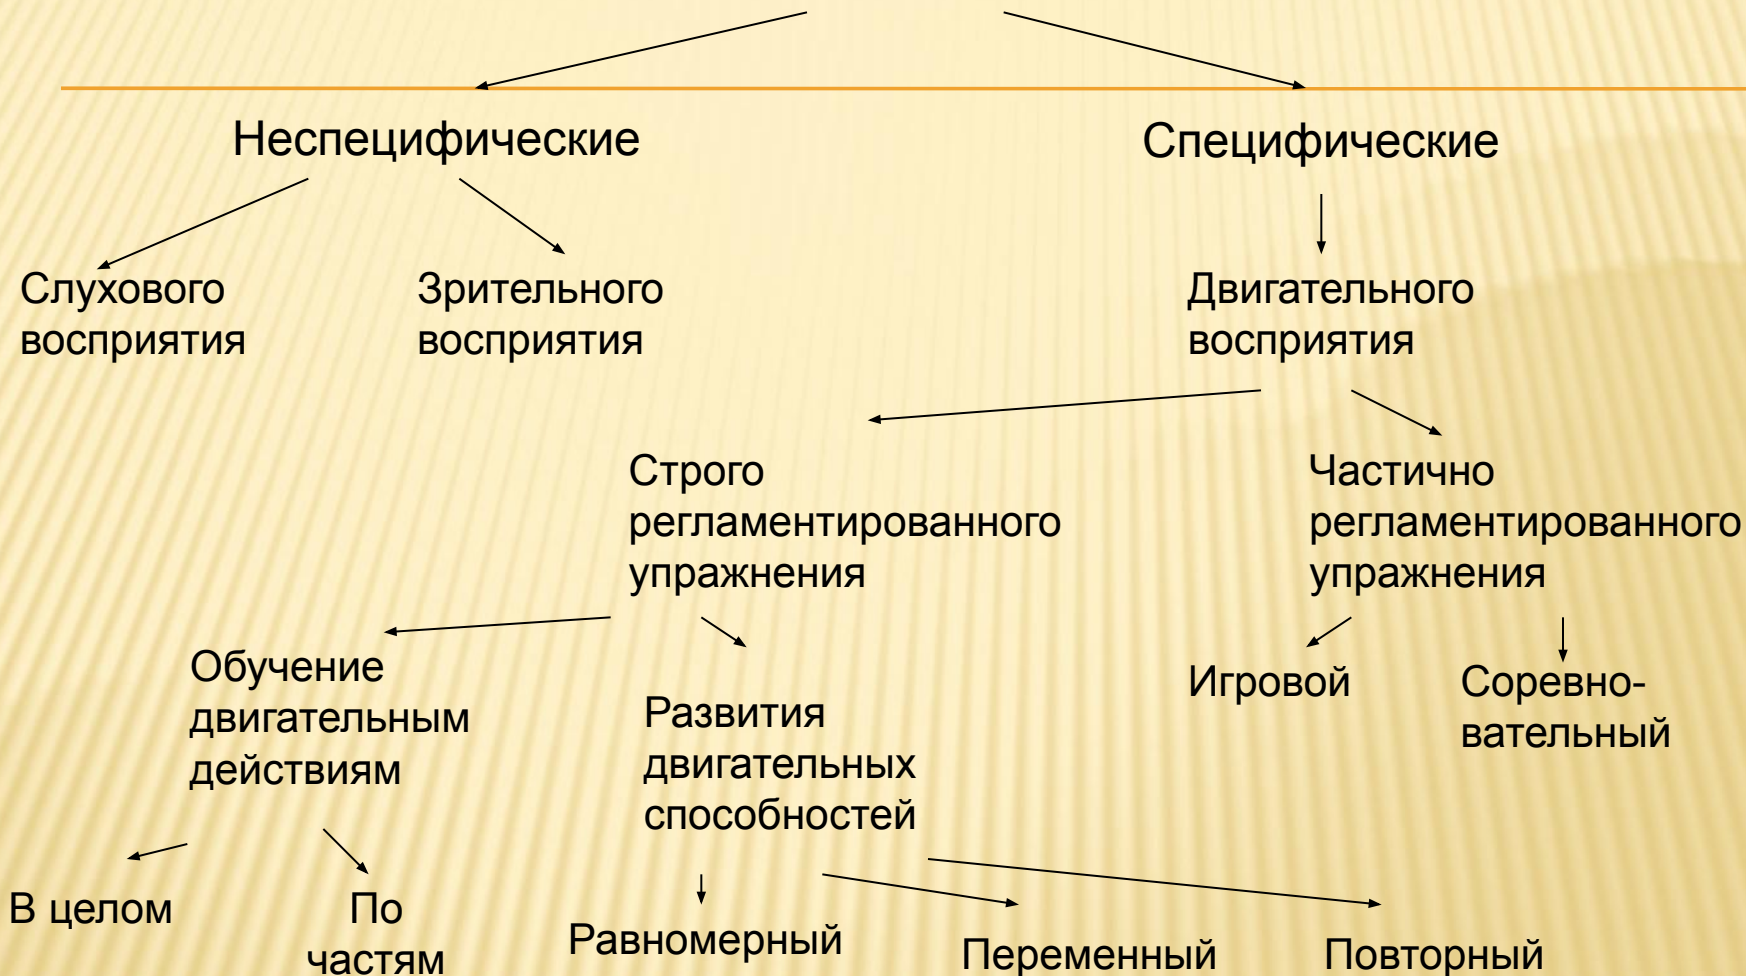 Неспецифические
Специфические
Слухового
восприятия
Зрительного
восприятия
Двигательного
восприятия
Строго
регламентированного
упражнения
Частично
регламентированного
упражнения
Обучение
двигательным
действиям
Развития
двигательных
способностей
Игровой
Соревно-
вательный
В целом
По
частям
Равномерный
Переменный
Повторный